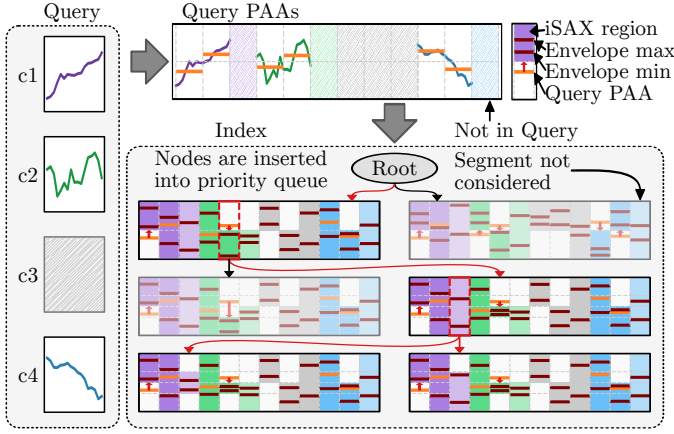 Query
Query PAAs
c1
c2
c3
c4
iSAX region
Envelope max
Envelope min
Query PAA
Index
Not in Query
Nodes are inserted
into priority queue
Root
Segment not
considered